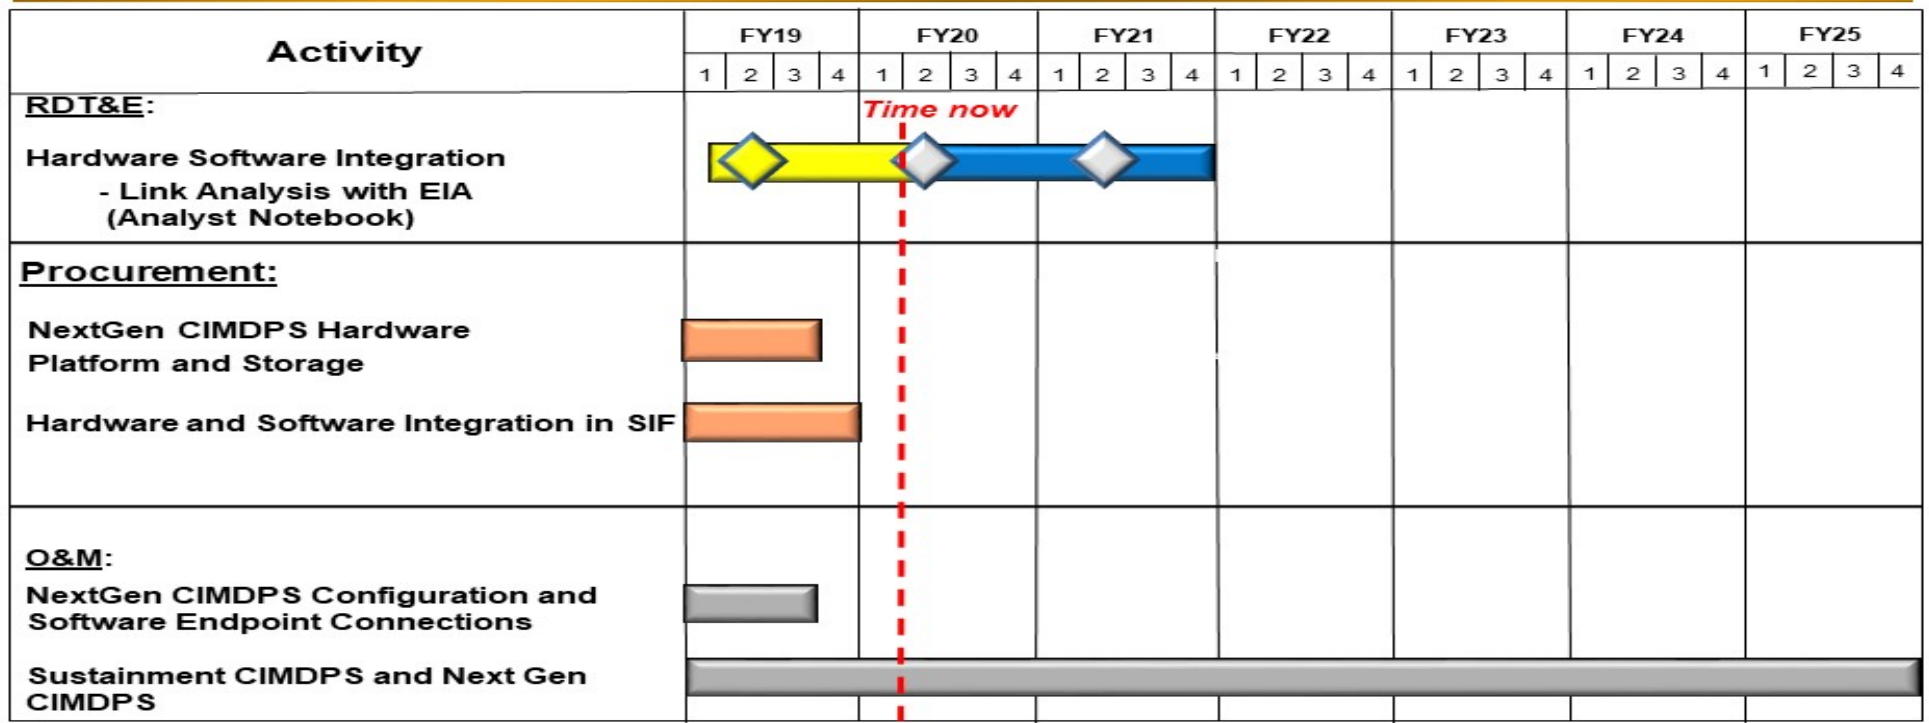 Activity
FY19 FY20 FY21 FY22 FY23 FY24 FY25
1 2 3 4 1 2 3 4 1 2 3 4 1 2 3 4 1 2 3 4 1 2 3 4 1 2 3 4
RDT&E:
Time now
Hardware Software Integration
- Link Analysis with EIA
(Analyst Notebook)
Procurement:
NextGen CIMDPS Hardware
Platform and Storage
Hardware and Software Integration in SIF
O&M:
NextGen CIMDPS Configuration and
Software Endpoint Connections
Sustainment CIMDPS and Next Gen
CIMDPS